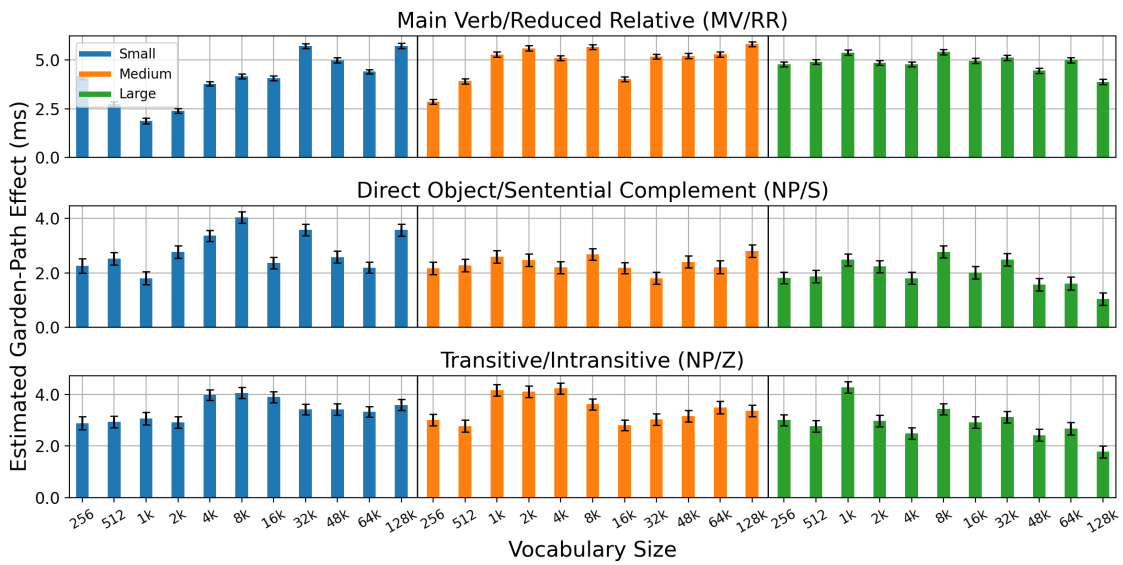 Main Verb/Reduced Relative (MV/RR)
Small
Medium
Large
5.0
2.5
0.0
Direct Object/Sentential Complement (NP/S)
4.0
2.0
0.0
Transitive/Intransitive (NP/Z)
4.0
2.0
0.0
Estimated Garden-Path Effect (ms)
256 512 1k 2k 4k 8k 16k 32k 48k 64k 128k 256 512 1k 2k 4k 8k 16k 32k 48k 64k 128k 256 512 1k 2k 4k 8k 16k 32k 48k 64k 128k
Vocabulary Size